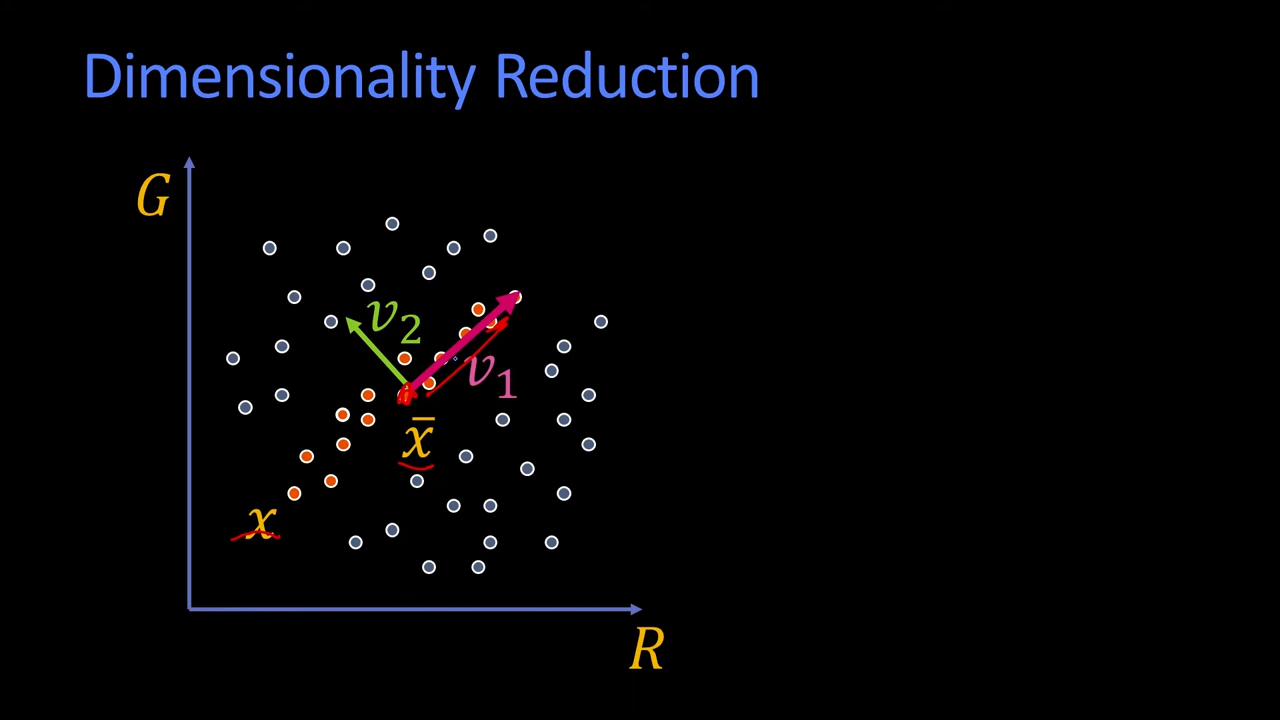 Dimensionality Reduction
G
v₂
v₁
x̄
x
R